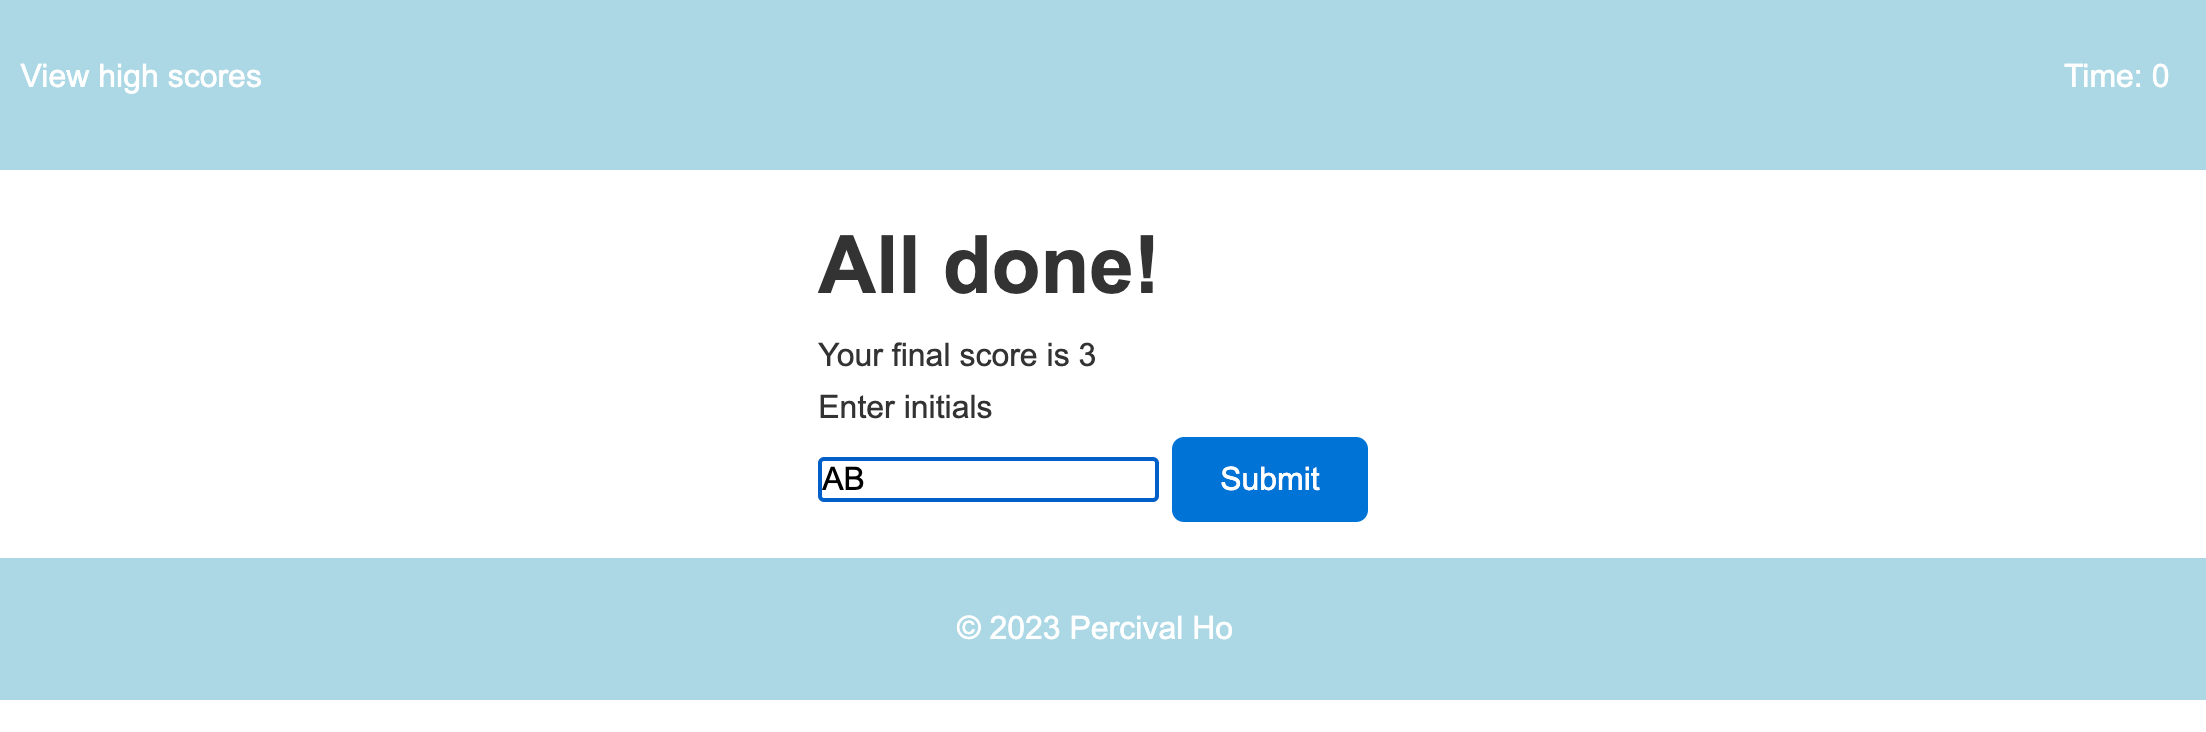 View high scores
Time: 0
All done!
Your final score is 3
Enter initials
AB
Submit
© 2023 Percival Ho